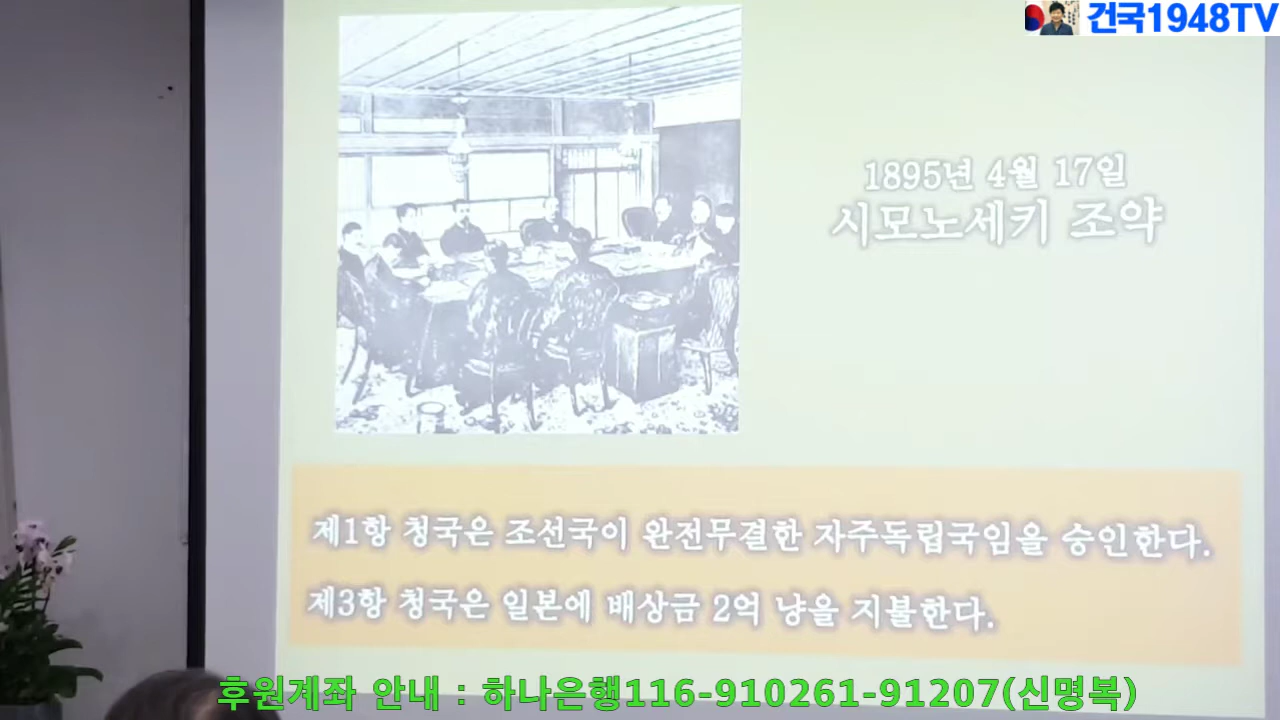 건국1948TV
1895년 4월 17일
시모노세키 조약
제1항 청국은 조선국이 완전무결한 자주독립국임을 승인한다.
제3항 청국은 일본에 배상금 2억 냥을 지불한다.
후원계좌 안내 : 하나은행116-910261-91207(신명복)